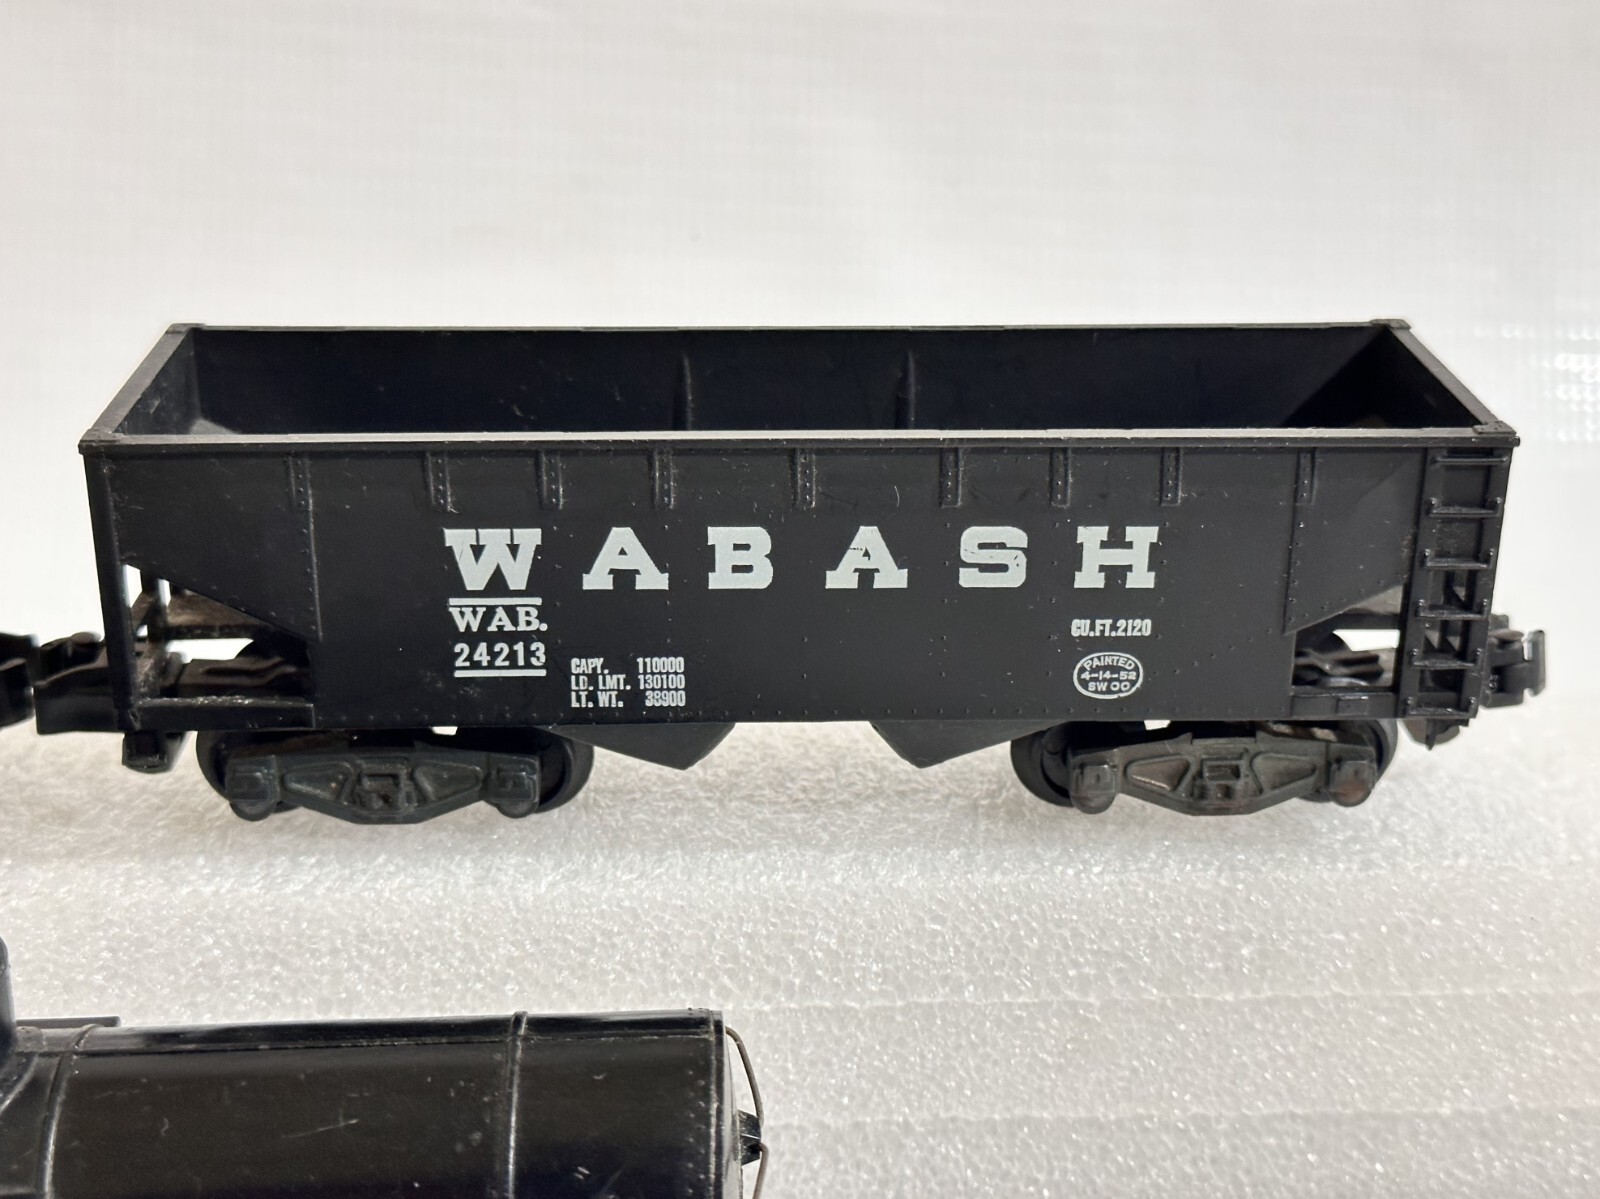 WABASH
WAB.
24213
CAPY. 110000
LD. LMT. 130100
LT. WT. 38900
CU.FT.2120
PAINTED
4-14-52
SW OO